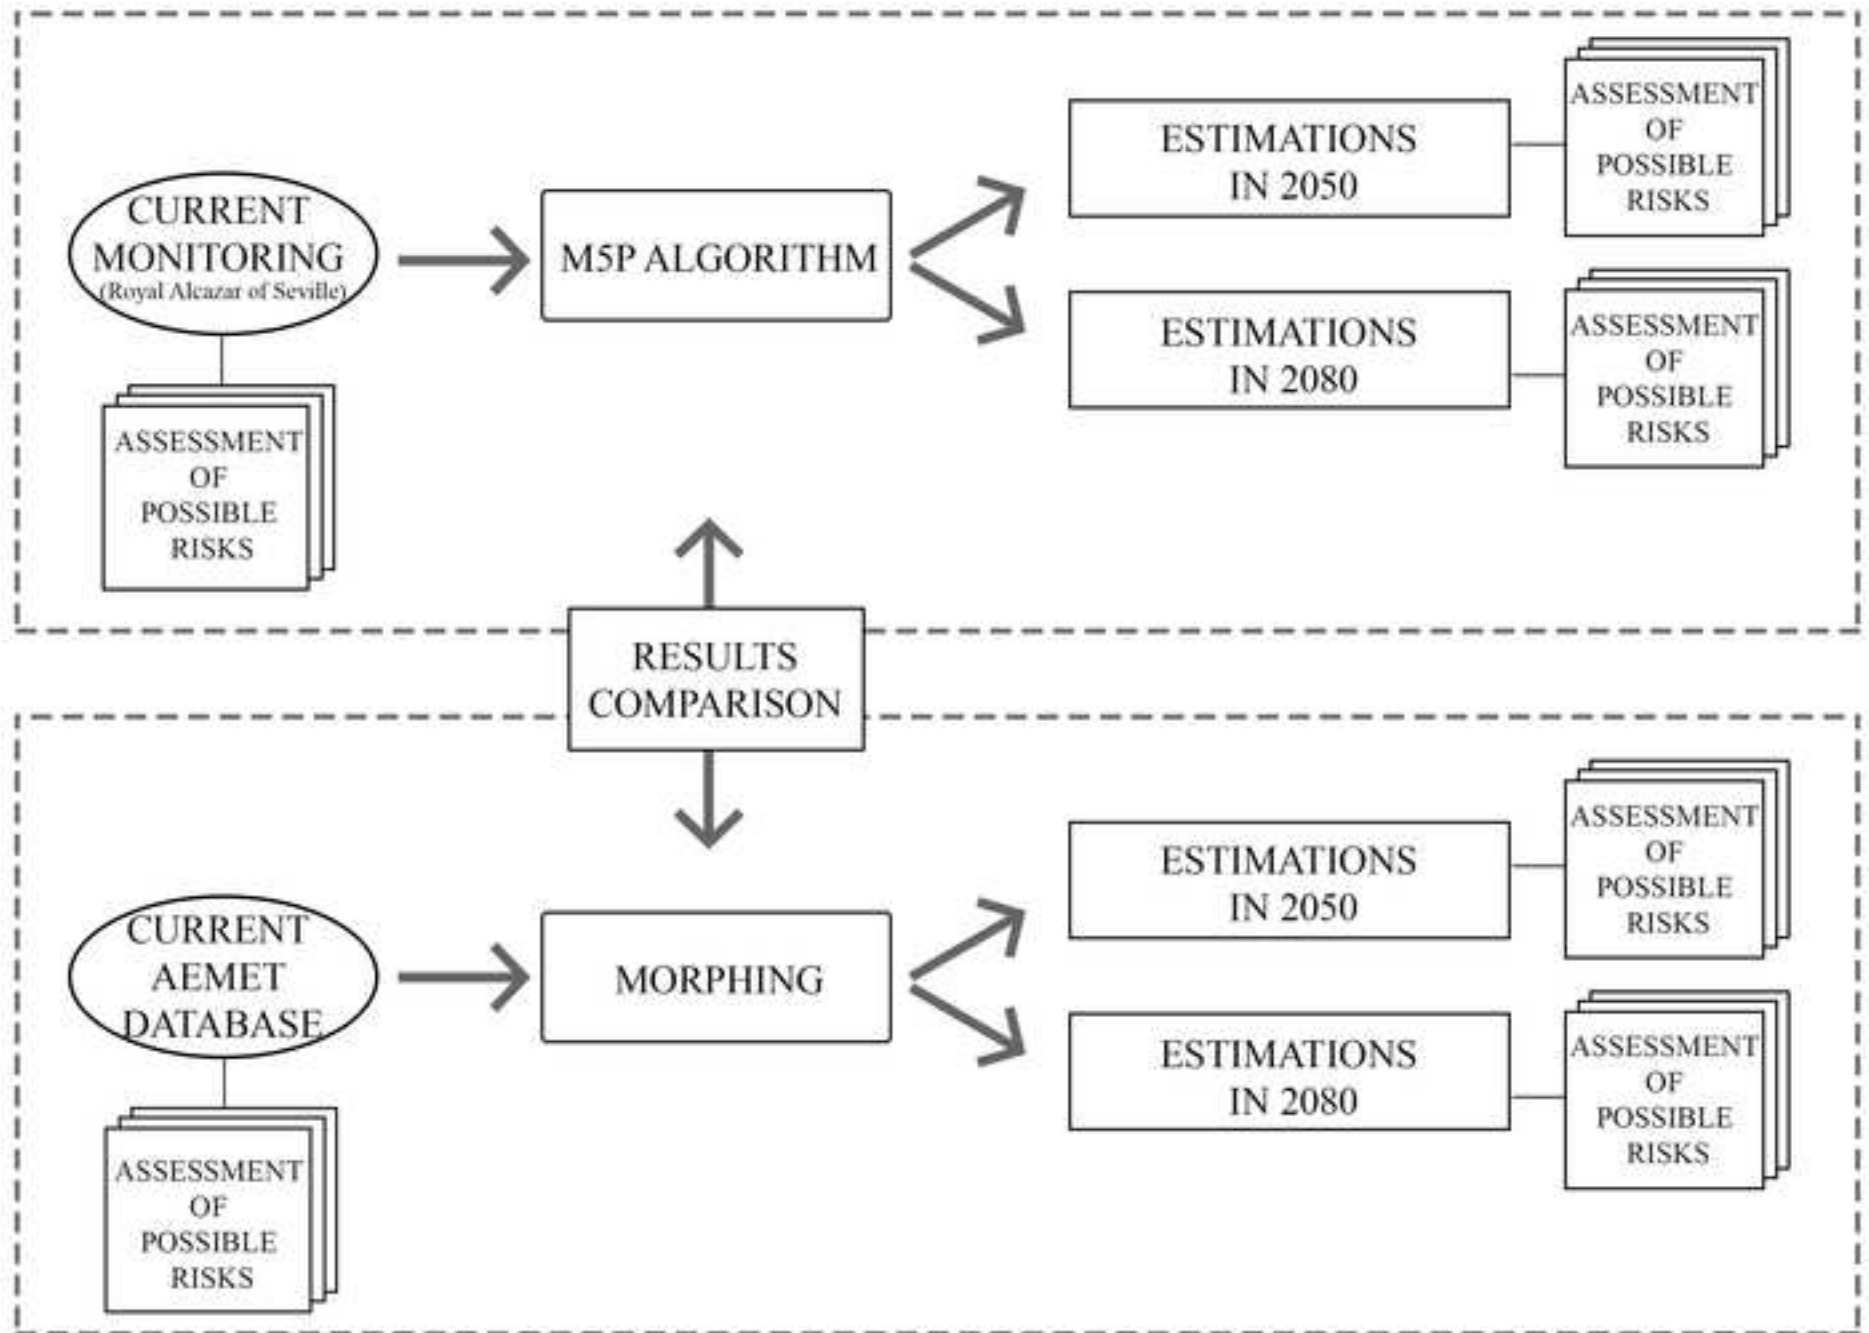 CURRENT
MONITORING
(Royal Alcazar of Seville)
ASSESSMENT
OF
POSSIBLE
RISKS
M5P ALGORITHM
ESTIMATIONS
IN 2050
ASSESSMENT
OF
POSSIBLE
RISKS
ESTIMATIONS
IN 2080
ASSESSMENT
OF
POSSIBLE
RISKS
RESULTS
COMPARISON
CURRENT
AEMET
DATABASE
ASSESSMENT
OF
POSSIBLE
RISKS
MORPHING
ESTIMATIONS
IN 2050
ASSESSMENT
OF
POSSIBLE
RISKS
ESTIMATIONS
IN 2080
ASSESSMENT
OF
POSSIBLE
RISKS